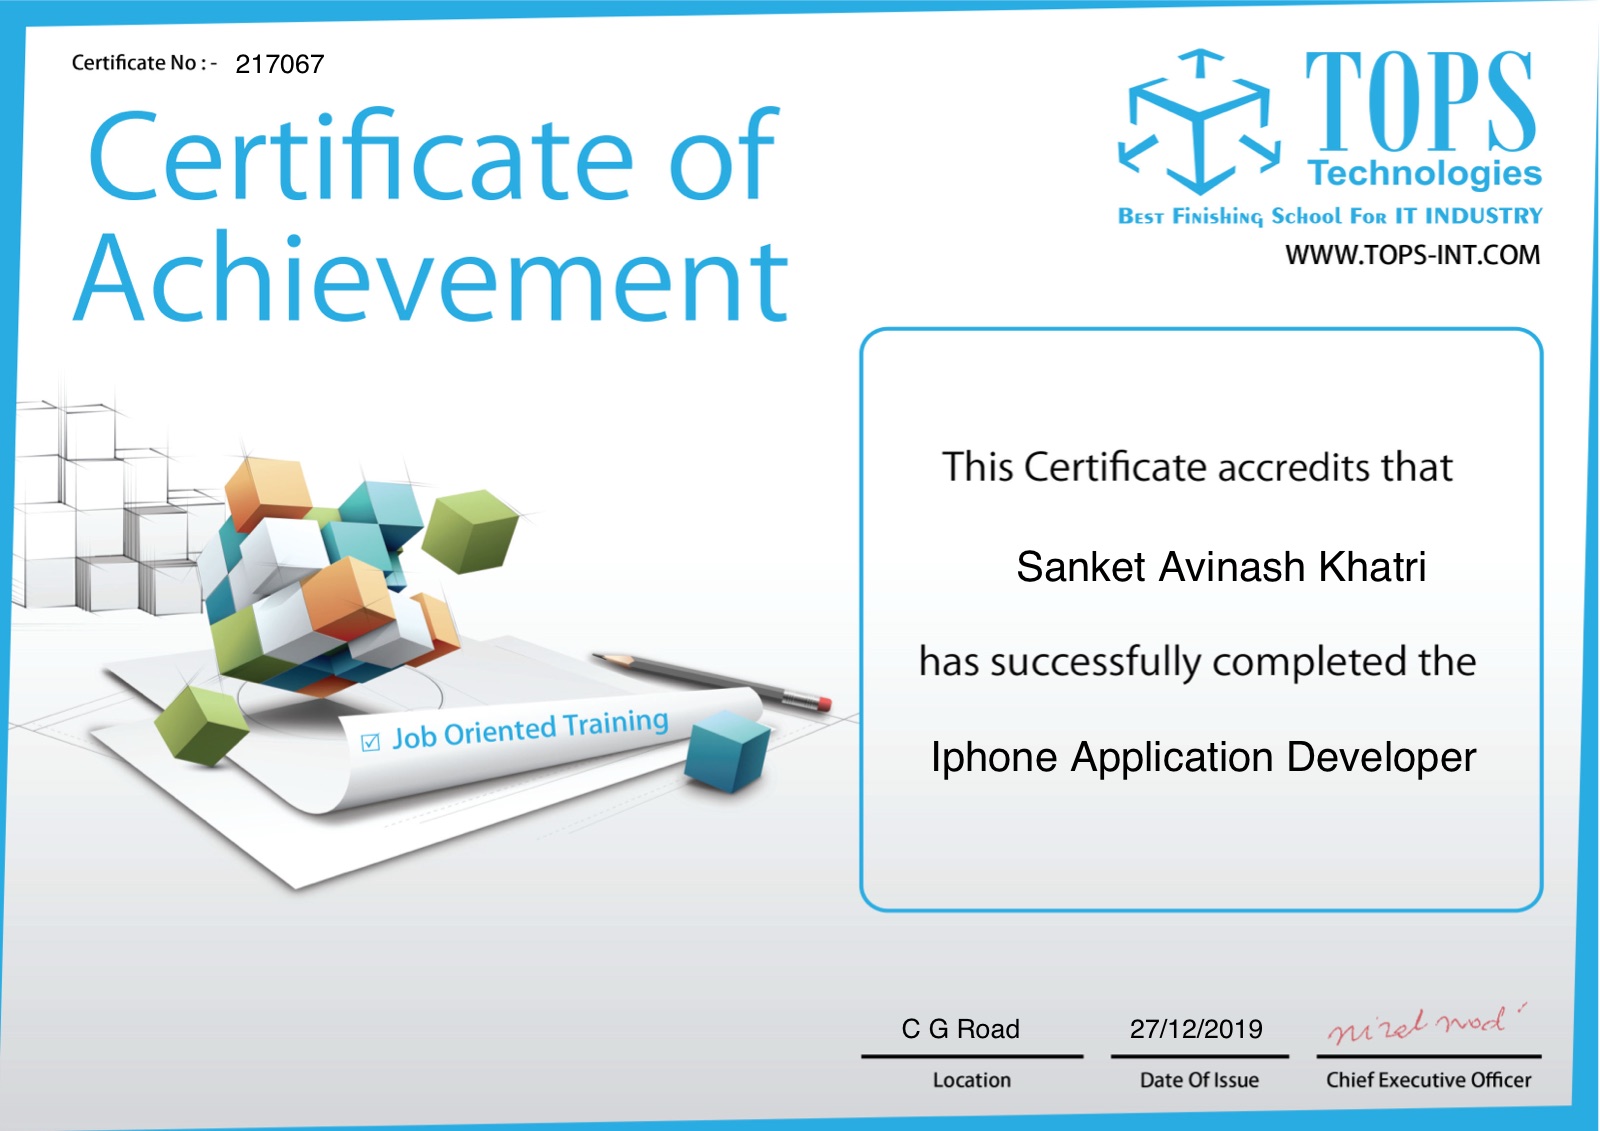 Certificate No : - 217067
Certificate of
Achievement
TOPS
Technologies
Best Finishing School For IT INDUSTRY
WWW.TOPS-INT.COM
This Certificate accredits that
Sanket Avinash Khatri
has successfully completed the
Iphone Application Developer
☑ Job Oriented Training
C G Road
27/12/2019
Location
Date Of Issue
Chief Executive Officer